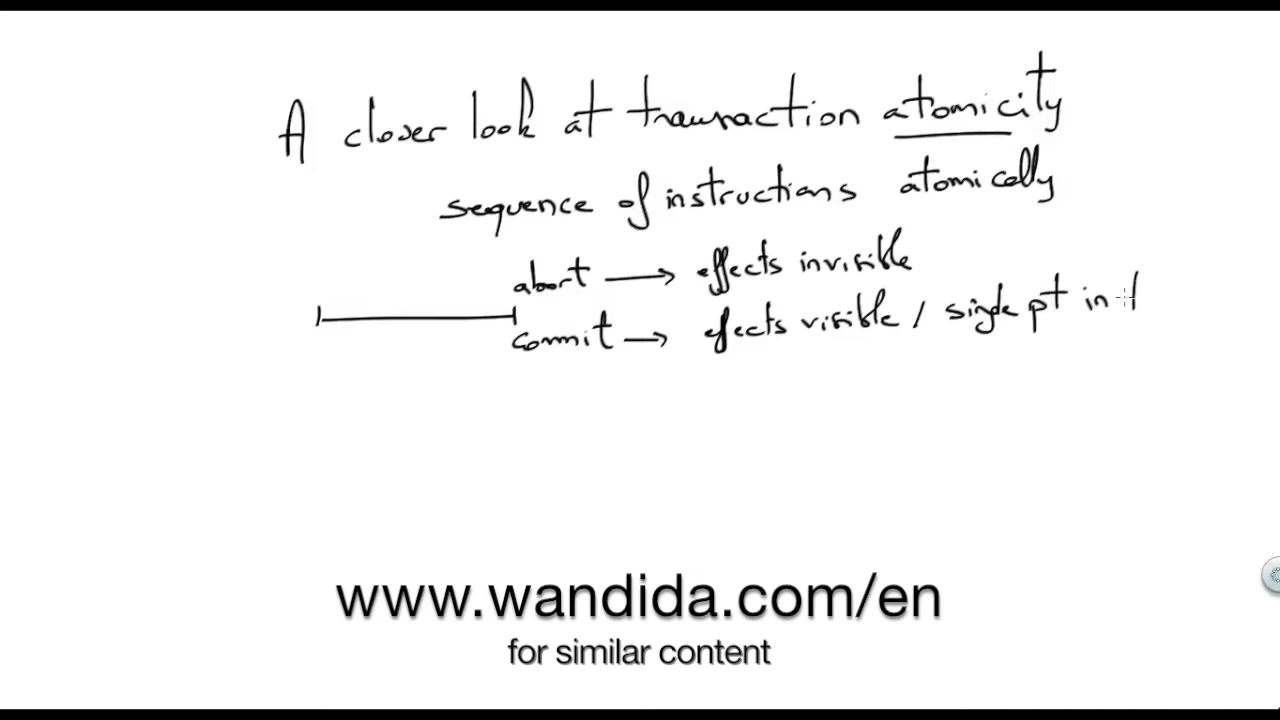 A closer look at transaction atomicity
sequence of instructions atomically
abort → effects invisible
commit → effects visible / single pt in t
www.wandida.com/en
for similar content